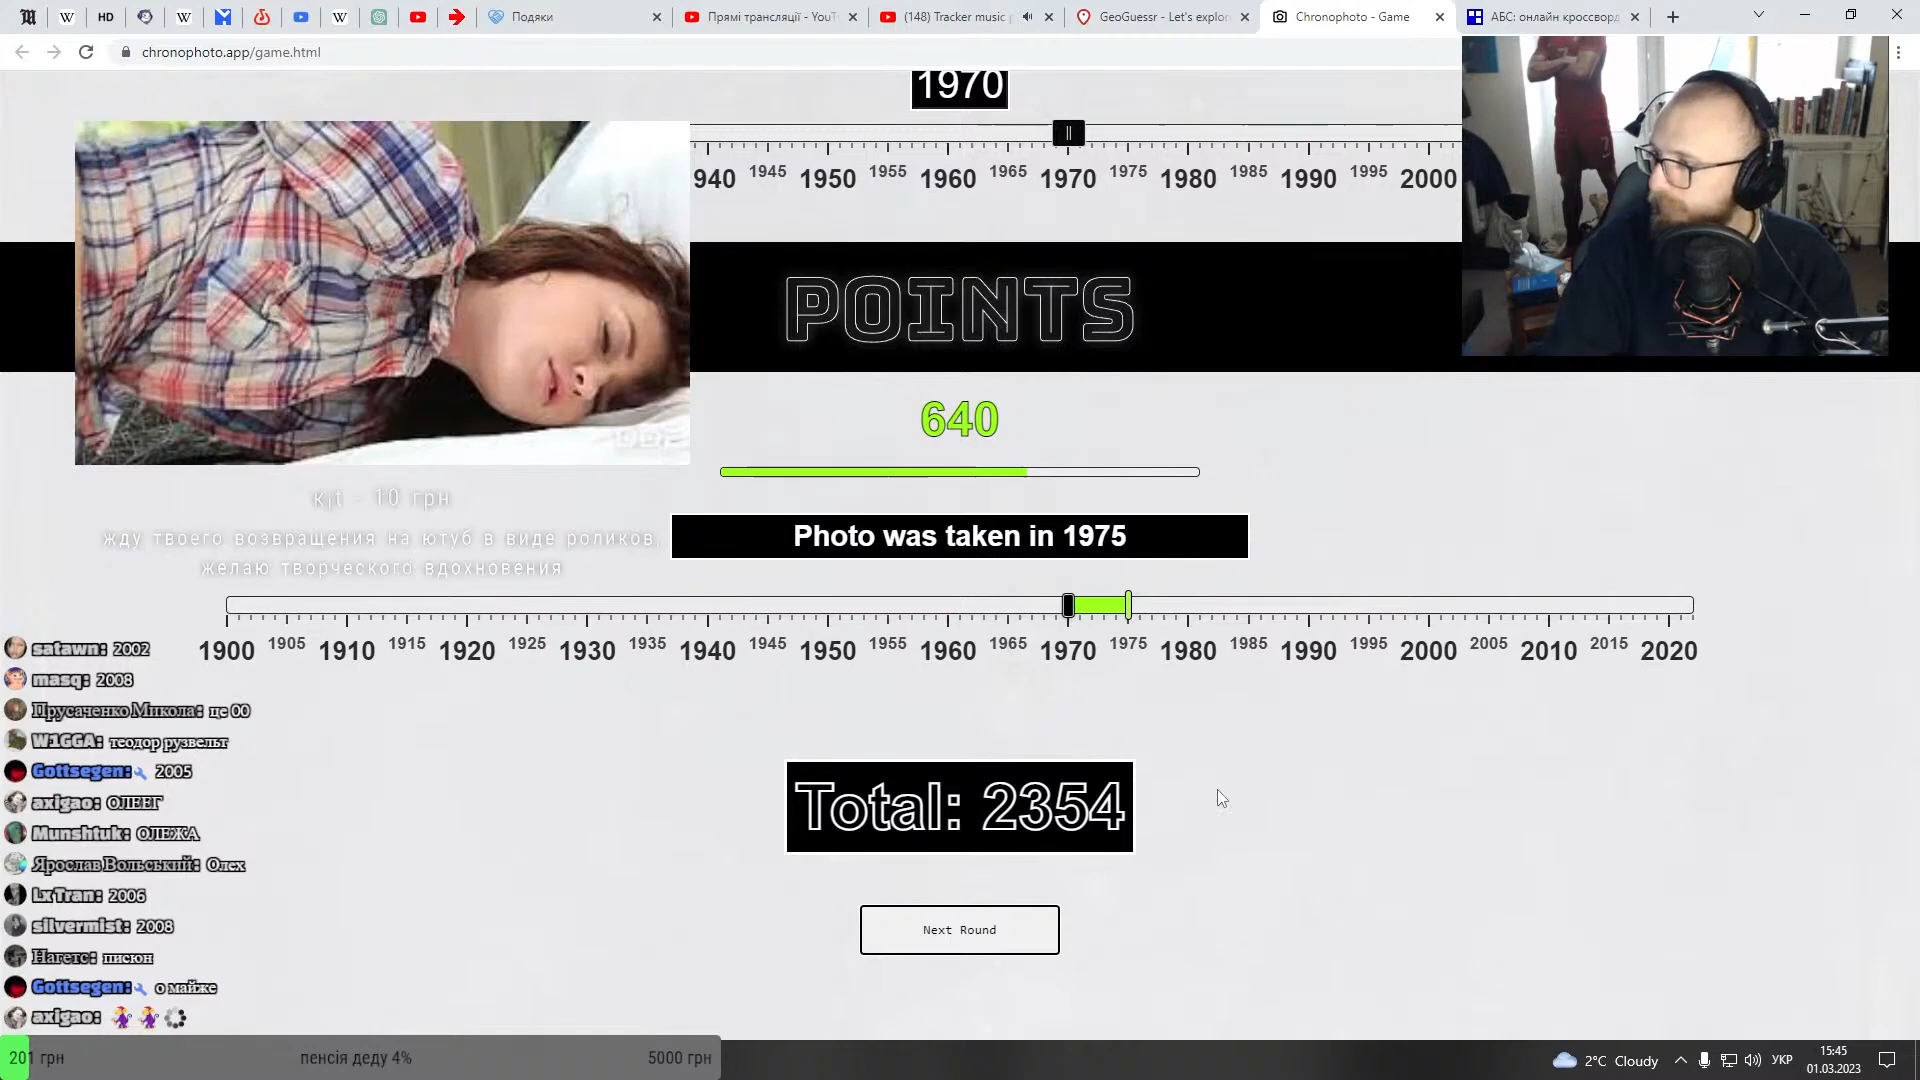 HD
Подяки
Прямі трансляції - YouT
(148) Tracker music
GeoGuessr - Let's explor
Chronophoto - Game
АБС: онлайн кроссворд
chronophoto.app/game.html
1970
940 1945 1950 1955 1960 1965 1970 1975 1980 1985 1990 1995 2000
POINTS
640
kjt - 10 грн
жду твоего возвращения на ютуб в виде роликов,
желаю творческого вдохновения
Photo was taken in 1975
1900 1905 1910 1915 1920 1925 1930 1935 1940 1945 1950 1955 1960 1965 1970 1975 1980 1985 1990 1995 2000 2005 2010 2015 2020
satawn: 2002
masq: 2008
Прусаченко Микола: це 00
W1GGA: теодор рузвельт
Gottsegen: 2005
axigao: ОЛЕЕГ
Munshtuk: ОЛЕЖА
Ярослав Вольський: Олех
LxTran: 2006
silvermist: 2008
Нагетс: писюн
Gottsegen: о майже
axigao:
Total: 2354
Next Round
201 грн пенсія деду 4% 5000 грн
2°C Cloudy
УКР
15:45
01.03.2023